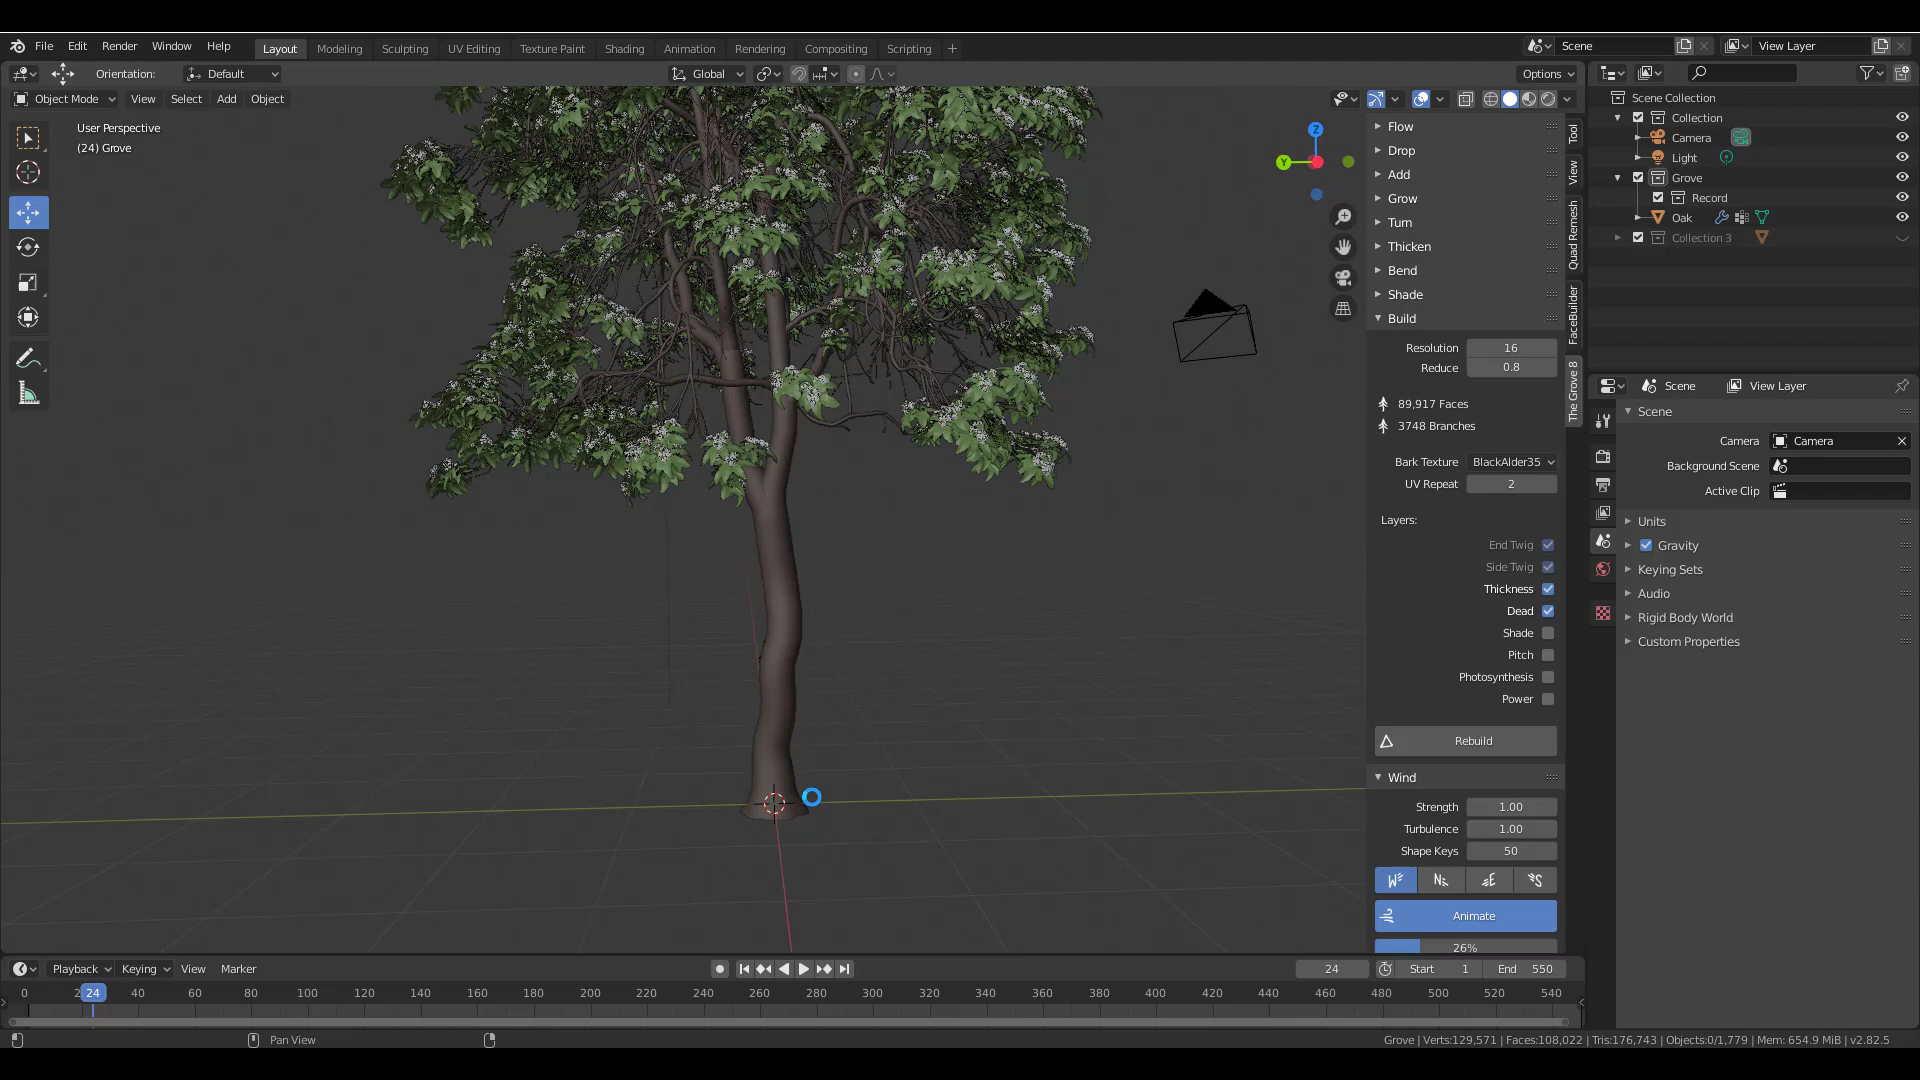 File Edit Render Window Help Layout Modeling Sculpting UV Editing Texture Paint Shading Animation Rendering Compositing Scripting + Scene View Layer
Orientation: Default Global Options
Object Mode View Select Add Object
User Perspective
(24) Grove
Z
Y
Flow
Drop
Add
Grow
Turn
Thicken
Bend
Shade
Build
Resolution 16
Reduce 0.8
89,917 Faces
3748 Branches
Bark Texture BlackAlder35
UV Repeat 2
Layers:
End Twig
Side Twig
Thickness
Dead
Shade
Pitch
Photosynthesis
Power
Rebuild
Wind
Strength 1.00
Turbulence 1.00
Shape Keys 50
W N E S
Animate
26%
Tool
View
Quad Remesh
FaceBuilder
The Grove 8
Scene Collection
Collection
Camera
Light
Grove
Record
Oak
Collection 3
Scene View Layer
Scene
Camera Camera
Background Scene
Active Clip
Units
Gravity
Keying Sets
Audio
Rigid Body World
Custom Properties
Playback Keying View Marker 24 Start 1 End 550
0 2 24 40 60 80 100 120 140 160 180 200 220 240 260 280 300 320 340 360 380 400 420 440 460 480 500 520 540
Pan View
Grove | Verts:129,571 | Faces:108,022 | Tris:176,743 | Objects:0/1,779 | Mem: 654.9 MiB | v2.82.5